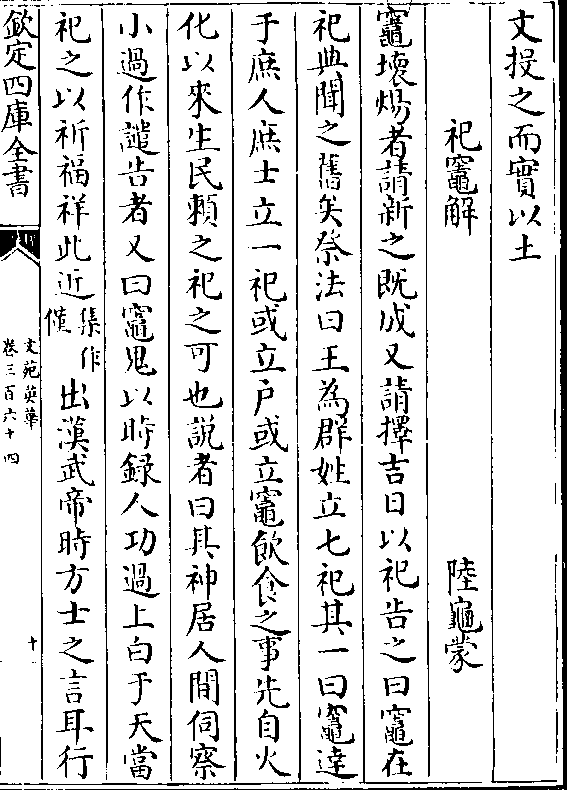 文投之而實以土
祀竈解
陸龜蒙
竈壞煬者請新之既成又請擇吉日以祀告之曰竈在
祀典聞之舊矣祭法曰王為群姓立七祀其一曰竈達
于庶人庶士立一祀或立户或立竈飲食之事先自火
化以來生民賴之祀之可也說者曰其神居人間伺察
小過作譴告者又曰竈鬼以時録人功過上白于天當
祀之以祈福祥此近
集作
僅
出漢武帝時方士之言耳行
欽定四庫全書
文苑英華
卷三百六十四
十